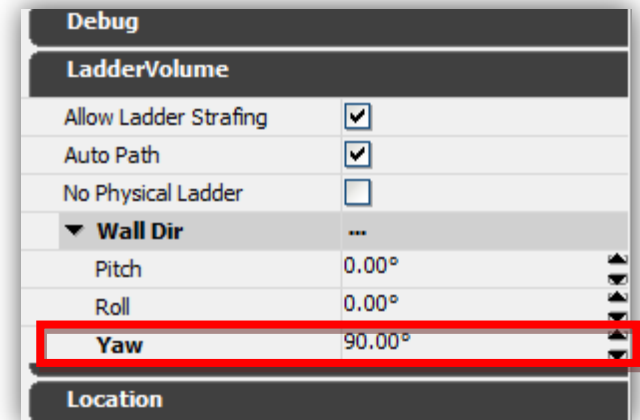 Debug
LadderVolume
Allow Ladder Strafing
Auto Path
No Physical Ladder
Wall Dir ...
Pitch 0.00°
Roll 0.00°
Yaw 90.00°
Location